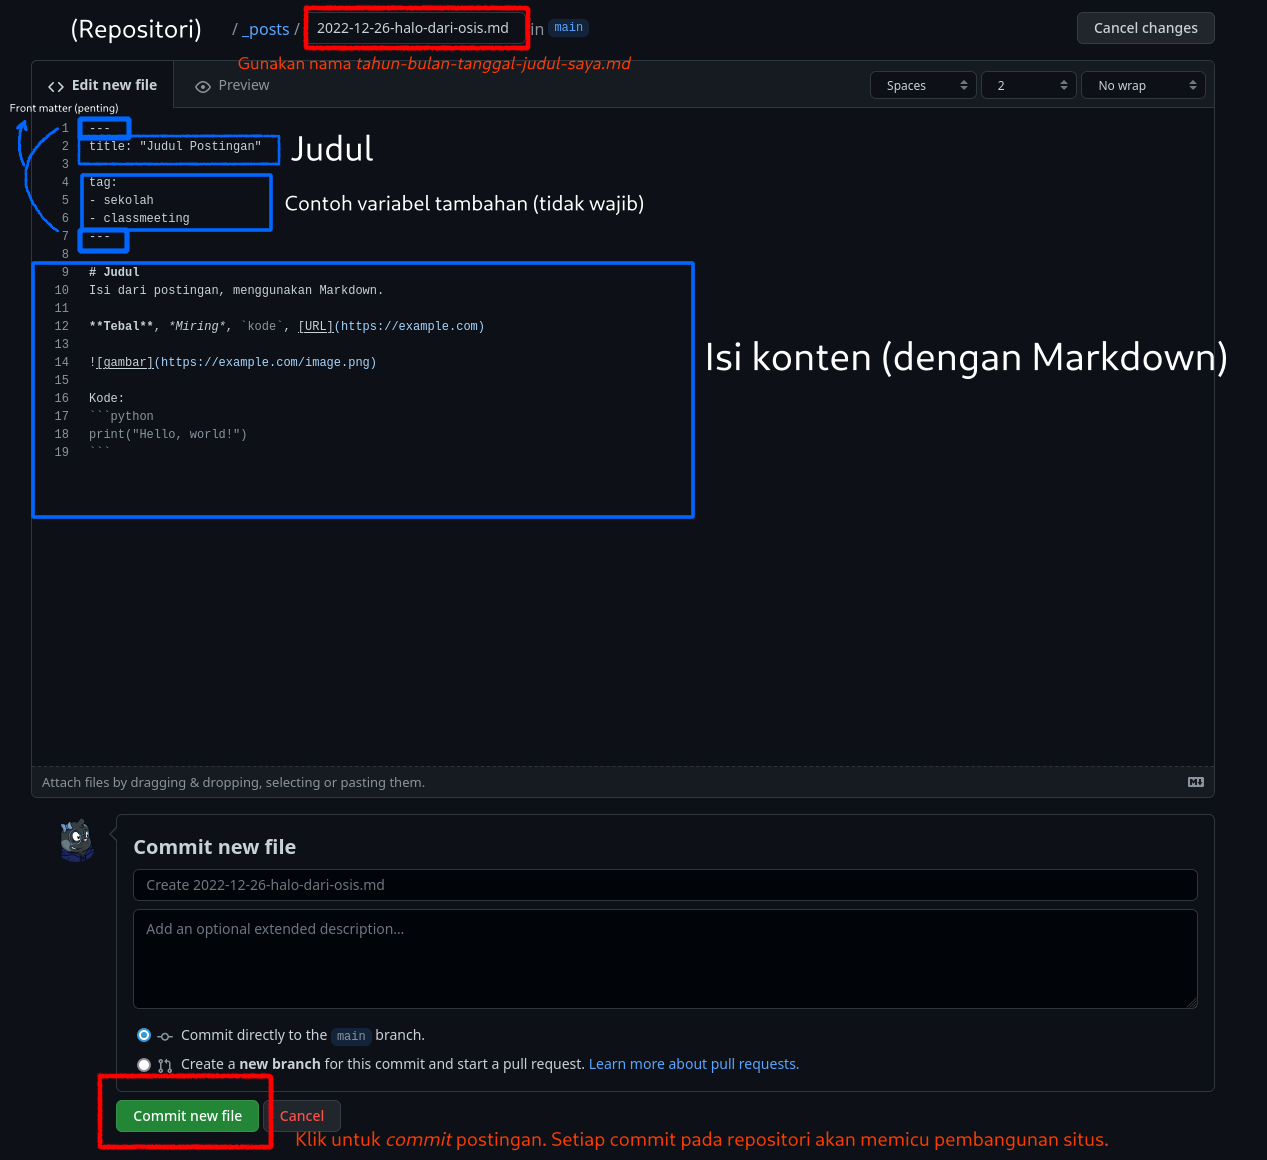 (Repositori) / _posts / 2022-12-26-halo-dari-osis.md in main Cancel changes
Gunakan nama tahun-bulan-tanggal-judul-saya.md
<> Edit new file Preview Spaces 2 No wrap
Front matter (penting)
1 ---
2 title: "Judul Postingan" Judul
3
4 tag:
5 - sekolah Contoh variabel tambahan (tidak wajib)
6 - classmeeting
7 ---
8
9 # Judul
10 Isi dari postingan, menggunakan Markdown.
11
12 **Tebal**, *Miring*, `kode`, [URL](https://example.com)
13
14 ![gambar](https://example.com/image.png) Isi konten (dengan Markdown)
15
16 Kode:
17 ```python
18 print("Hello, world!")
19 ```
Attach files by dragging & dropping, selecting or pasting them.
Commit new file
Create 2022-12-26-halo-dari-osis.md
Add an optional extended description...
Commit directly to the main branch.
Create a new branch for this commit and start a pull request. Learn more about pull requests.
Commit new file Cancel
Klik untuk commit postingan. Setiap commit pada repositori akan memicu pembangunan situs.